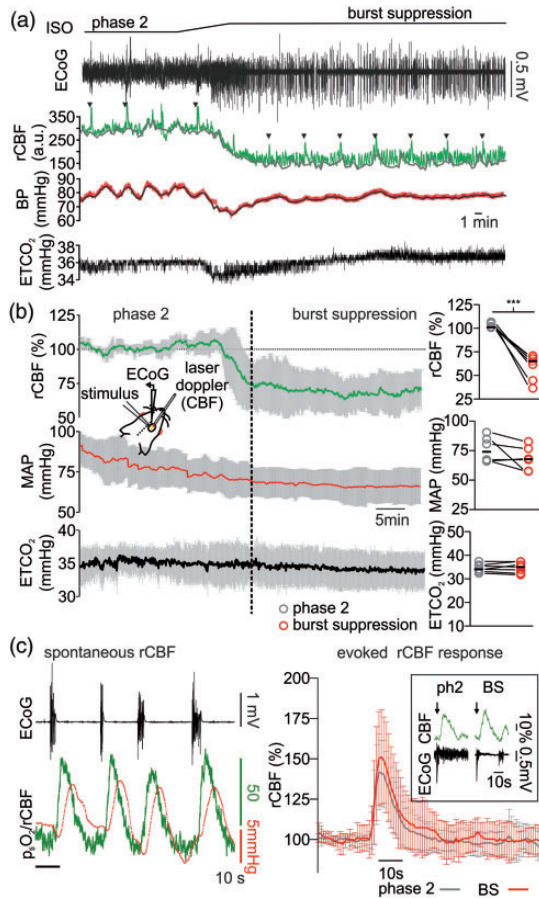 (a)
phase 2
burst suppression
ISO
ECoG
0.5 mV
rCBF
(a.u.)
350
250
150
BP
(mmHg)
90
80
70
60
1 min
ETCO2
(mmHg)
38
36
34
(b)
phase 2
burst suppression
rCBF (%)
125
100
75
50
ECoG
stimulus
laser
doppler
(CBF)
***
rCBF (%)
125
100
75
50
25
MAP
(mmHg)
100
75
50
5min
MAP
(mmHg)
100
75
50
25
ETCO2
(mmHg)
40
35
30
phase 2
burst suppression
ETCO2 (mmHg)
50
40
30
20
10
(c) spontaneous rCBF
evoked rCBF response
ECoG
1 mV
psO2/rCBF
50
5mmHg
10 s
rCBF (%)
200
175
150
125
100
10s
ph2 BS
CBF
10%
ECoG
0.5mV
10s
phase 2 BS